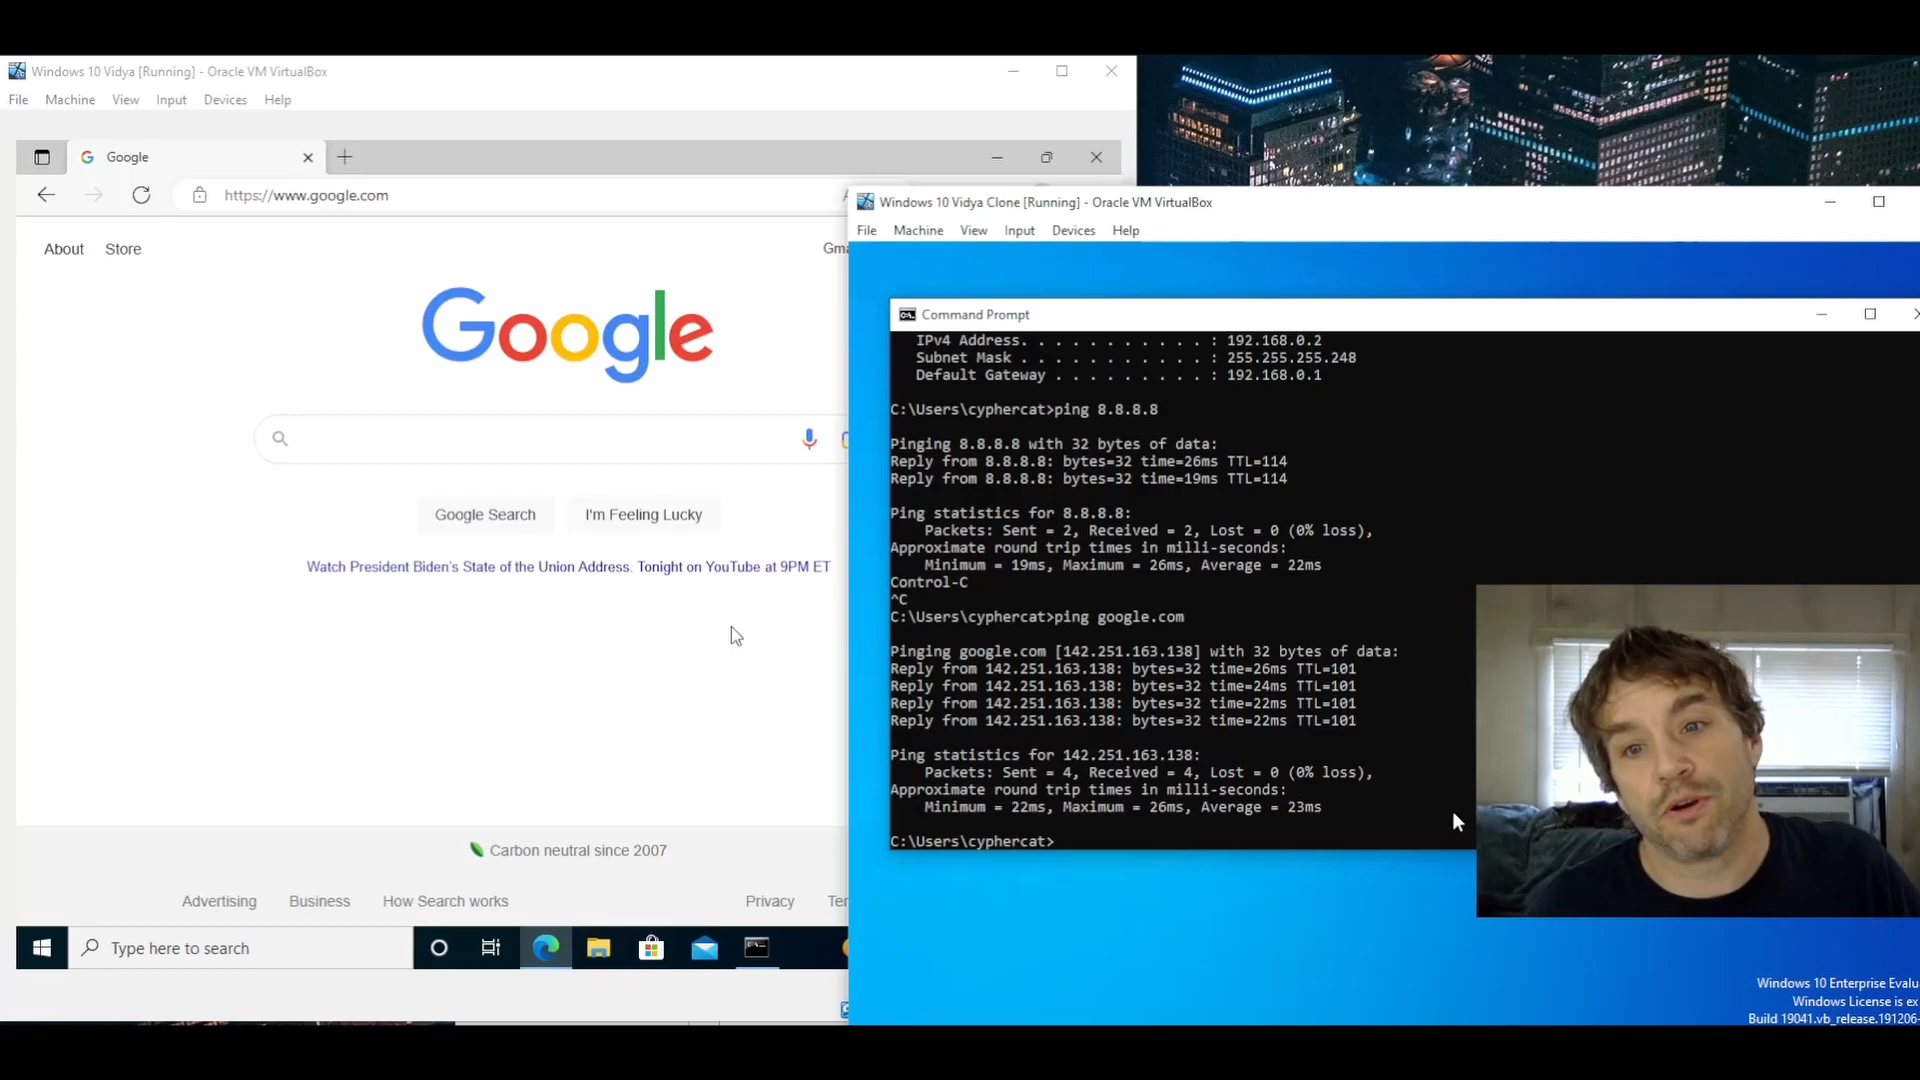 Windows 10 Vidya [Running] - Oracle VM VirtualBox
File Machine View Input Devices Help
Google
https://www.google.com
About Store
Google
Google Search I'm Feeling Lucky
Watch President Biden's State of the Union Address. Tonight on YouTube at 9PM ET
Carbon neutral since 2007
Advertising Business How Search works Privacy
Type here to search
Windows 10 Vidya Clone [Running] - Oracle VM VirtualBox
File Machine View Input Devices Help
Command Prompt
IPv4 Address. . . . . . . . . . . : 192.168.0.2
Subnet Mask . . . . . . . . . . . : 255.255.255.248
Default Gateway . . . . . . . . . : 192.168.0.1
C:\Users\cyphercat>ping 8.8.8.8
Pinging 8.8.8.8 with 32 bytes of data:
Reply from 8.8.8.8: bytes=32 time=26ms TTL=114
Reply from 8.8.8.8: bytes=32 time=19ms TTL=114
Ping statistics for 8.8.8.8:
Packets: Sent = 2, Received = 2, Lost = 0 (0% loss),
Approximate round trip times in milli-seconds:
Minimum = 19ms, Maximum = 26ms, Average = 22ms
Control-C
^C
C:\Users\cyphercat>ping google.com
Pinging google.com [142.251.163.138] with 32 bytes of data:
Reply from 142.251.163.138: bytes=32 time=26ms TTL=101
Reply from 142.251.163.138: bytes=32 time=24ms TTL=101
Reply from 142.251.163.138: bytes=32 time=22ms TTL=101
Reply from 142.251.163.138: bytes=32 time=22ms TTL=101
Ping statistics for 142.251.163.138:
Packets: Sent = 4, Received = 4, Lost = 0 (0% loss),
Approximate round trip times in milli-seconds:
Minimum = 22ms, Maximum = 26ms, Average = 23ms
C:\Users\cyphercat>
Windows 10 Enterprise Evalu
Windows License is ex
Build 19041.vb_release.191206-